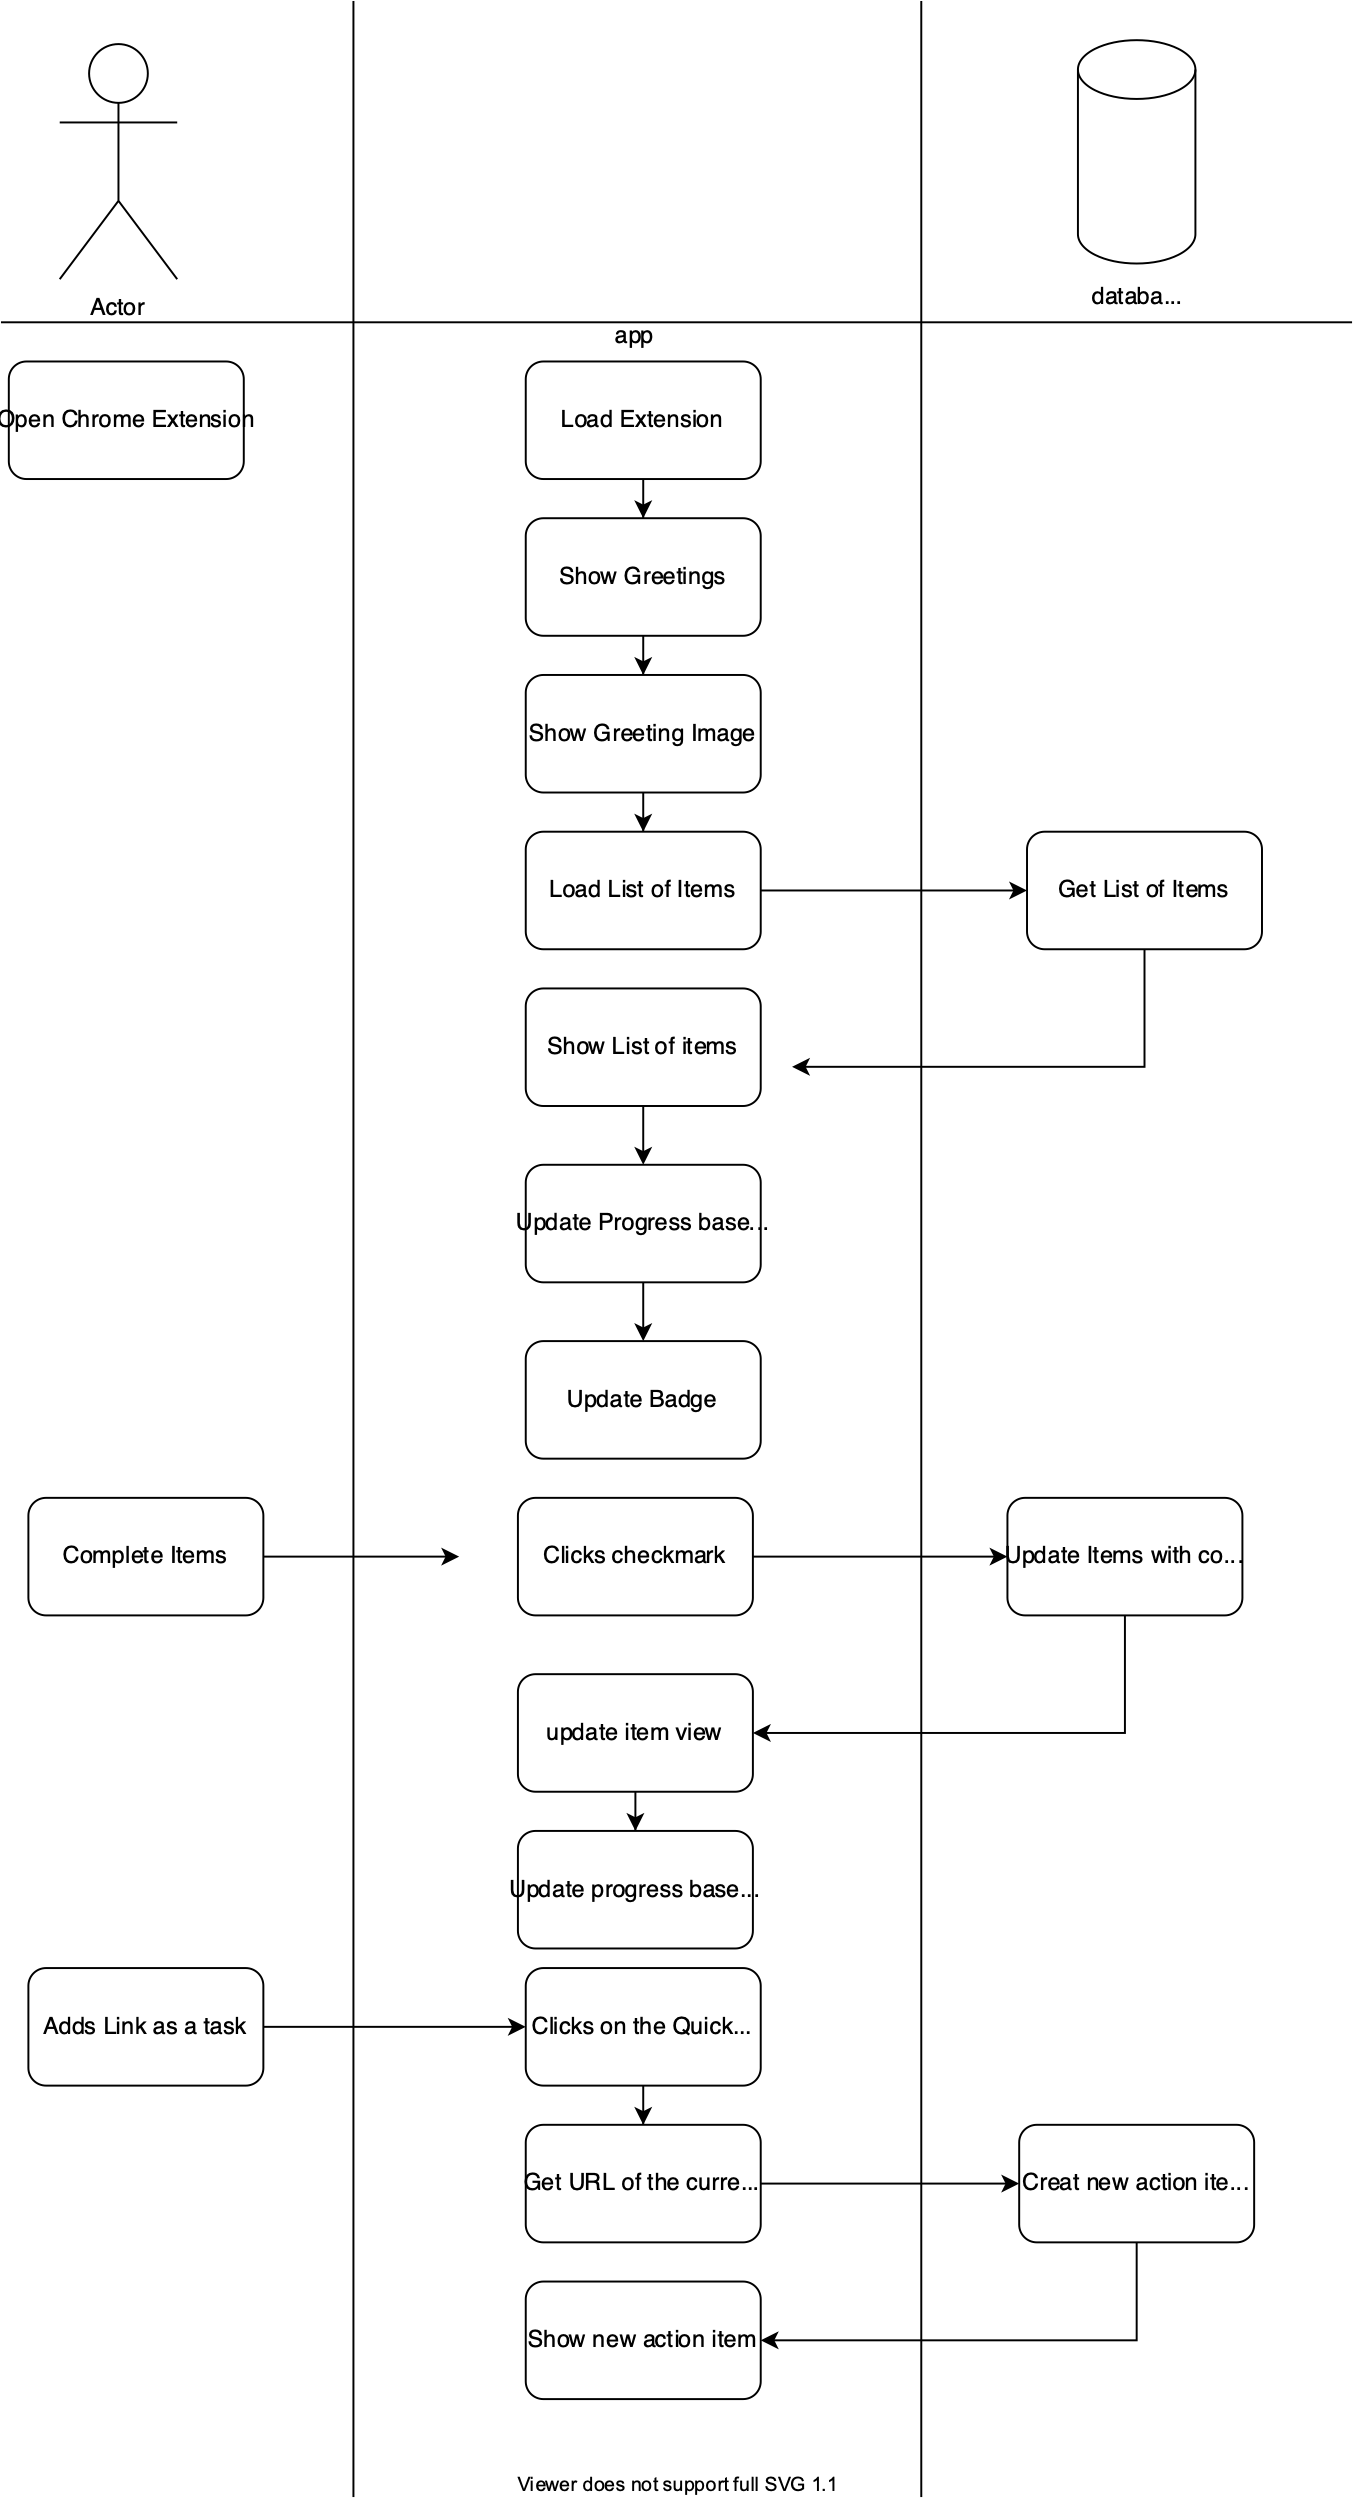 Actor
databa...
app
Open Chrome Extension
Load Extension
Show Greetings
Show Greeting Image
Load List of Items
Get List of Items
Show List of items
Update Progress base...
Update Badge
Complete Items
Clicks checkmark
Update Items with co...
update item view
Update progress base...
Adds Link as a task
Clicks on the Quick...
Get URL of the curre...
Creat new action ite...
Show new action item
Viewer does not support full SVG 1.1